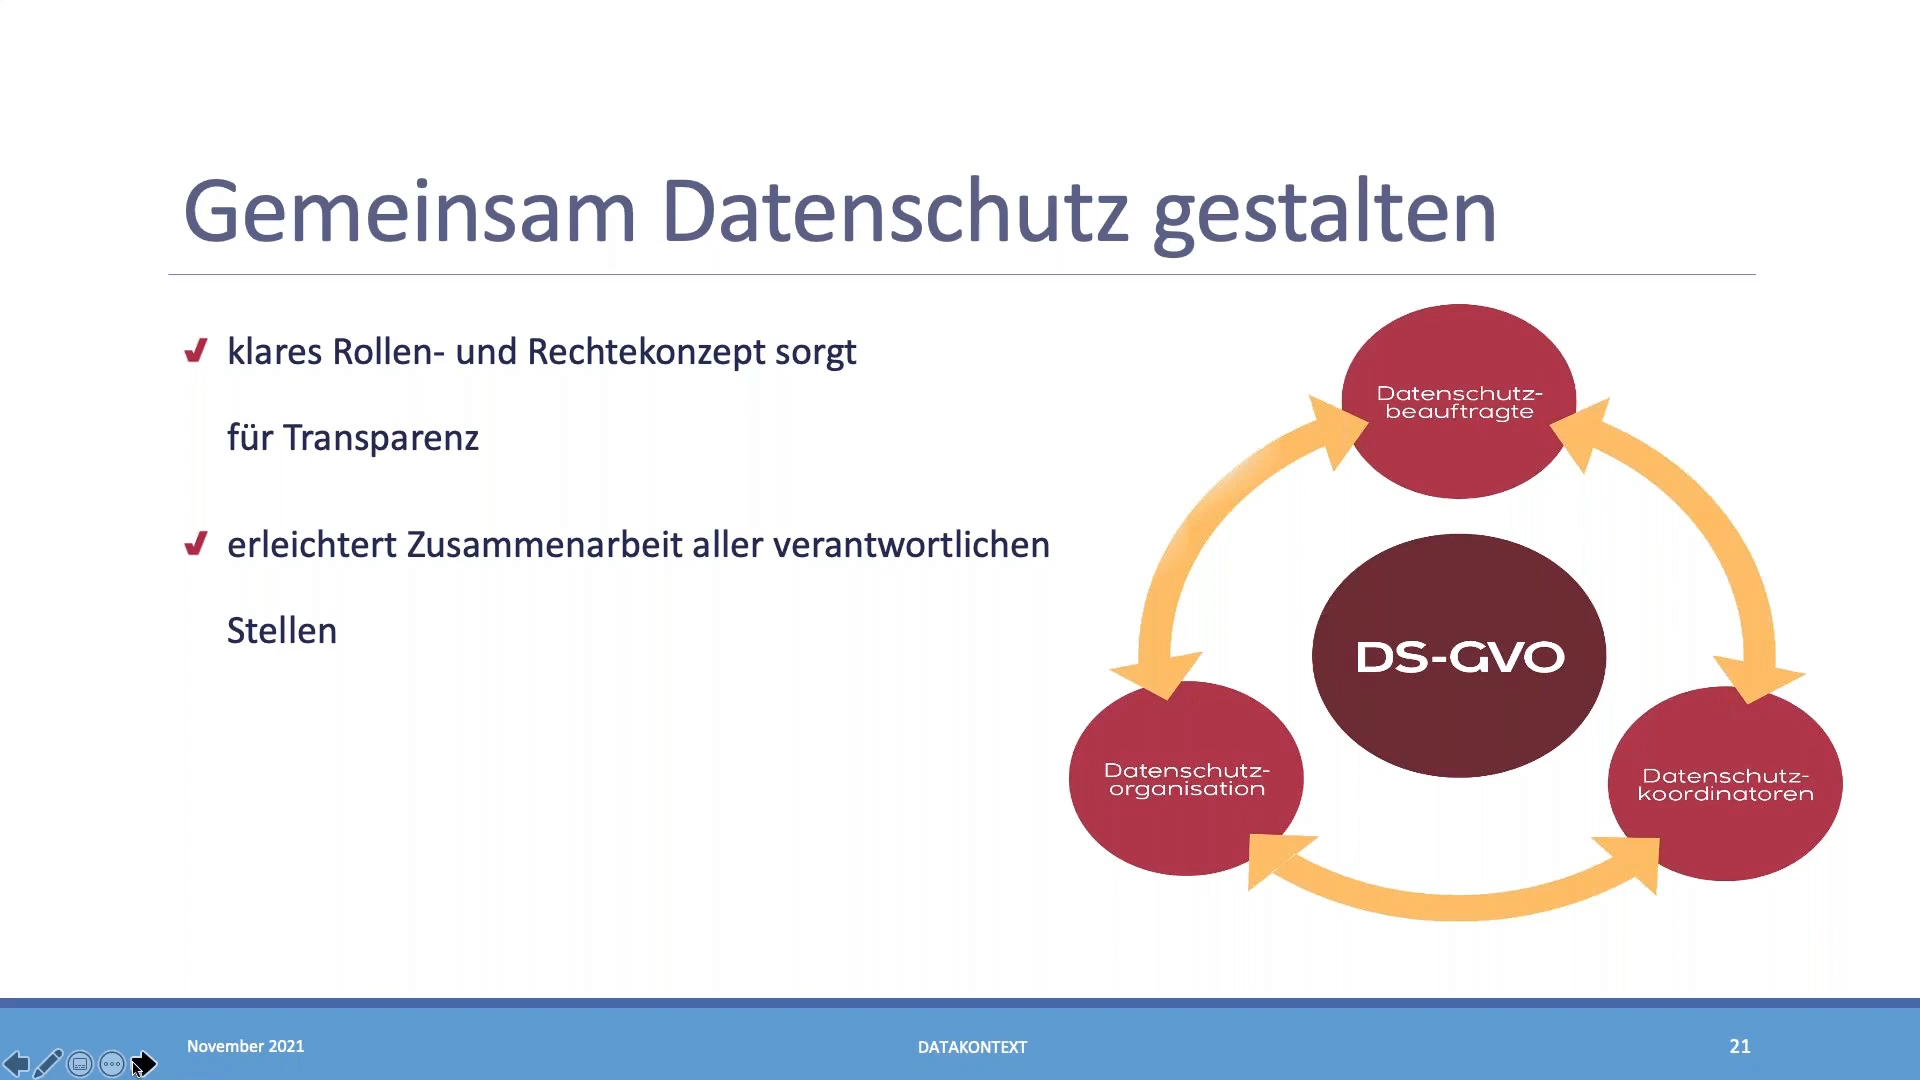 Gemeinsam Datenschutz gestalten
klares Rollen- und Rechtekonzept sorgt
für Transparenz
erleichtert Zusammenarbeit aller verantwortlichen
Stellen
Datenschutz-
beauftragte
DS-GVO
Datenschutz-
organisation
Datenschutz-
koordinatoren
November 2021
DATAKONTEXT
21